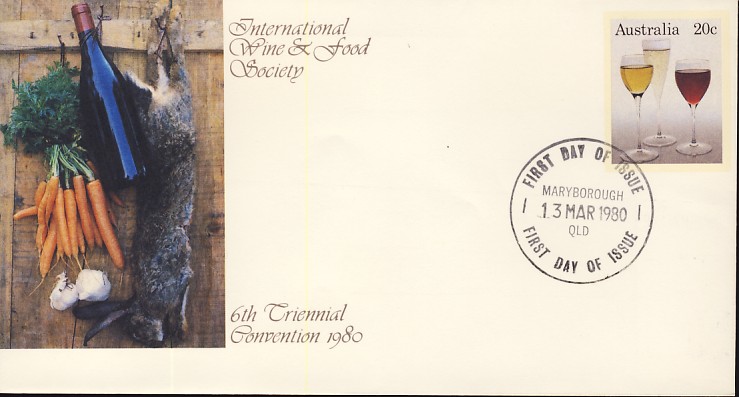 International
Wine & Food
Society
Australia 20c
FIRST DAY OF ISSUE
MARYBOROUGH
13 MAR 1980
QLD
FIRST DAY OF ISSUE
6th Triennial
Convention 1980